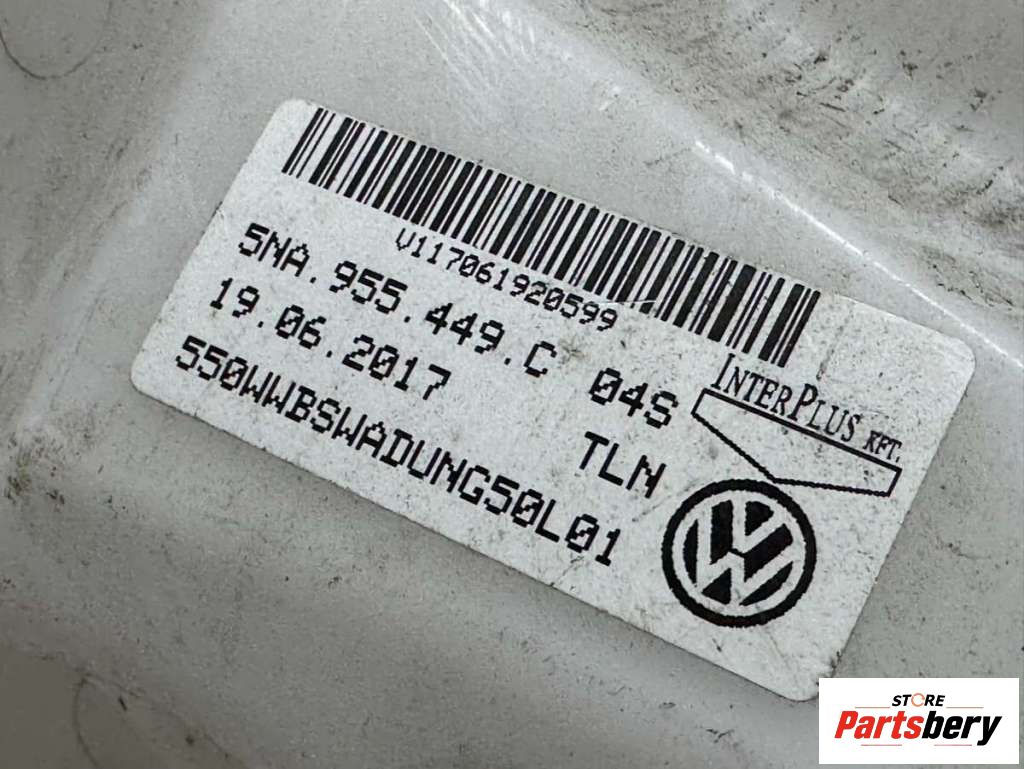 V117061920599
5NA.955.449.C 04S
19.06.2017 TLN
550WWBSWADUNG50L01
INTERPLUS KFT.
STORE
Partsbery